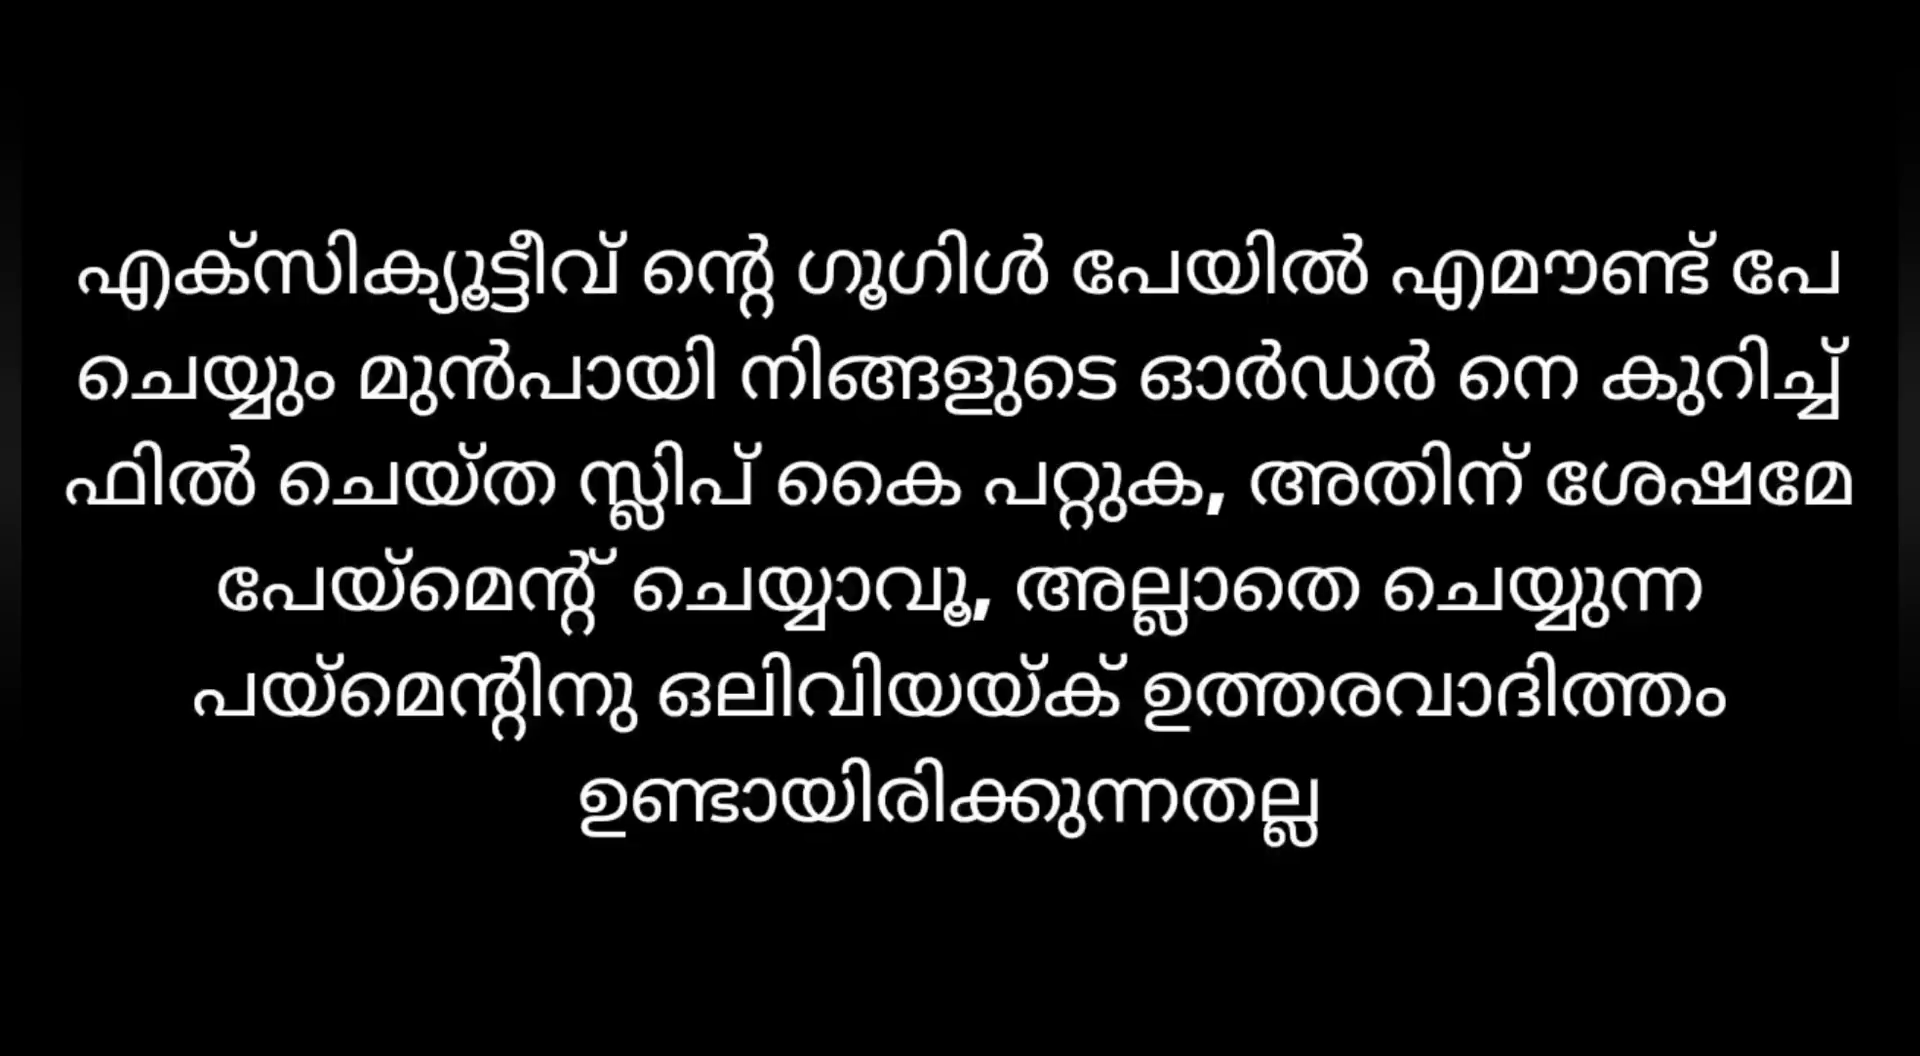 എക്സിക്യൂട്ടീവ് ന്റെ ഗൂഗിൾ പേയിൽ എമൗണ്ട് പേ
ചെയ്യും മുൻപായി നിങ്ങളുടെ ഓർഡർ നെ കുറിച്ച്
ഫിൽ ചെയ്ത സ്ലിപ് കൈ പറ്റുക, അതിന് ശേഷമേ
പേയ്മെന്റ് ചെയ്യാവൂ, അല്ലാതെ ചെയ്യുന്ന
പയ്മെന്റിനു ഒലിവിയയ്ക് ഉത്തരവാദിത്തം
ഉണ്ടായിരിക്കുന്നതല്ല